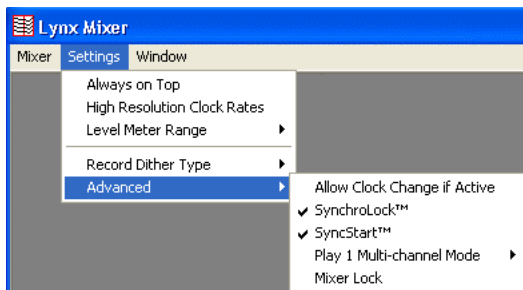 Lynx Mixer
Mixer Settings Window
Always on Top
High Resolution Clock Rates
Level Meter Range
Record Dither Type
Advanced
Allow Clock Change if Active
SynchroLock™
SyncStart™
Play 1 Multi-channel Mode
Mixer Lock